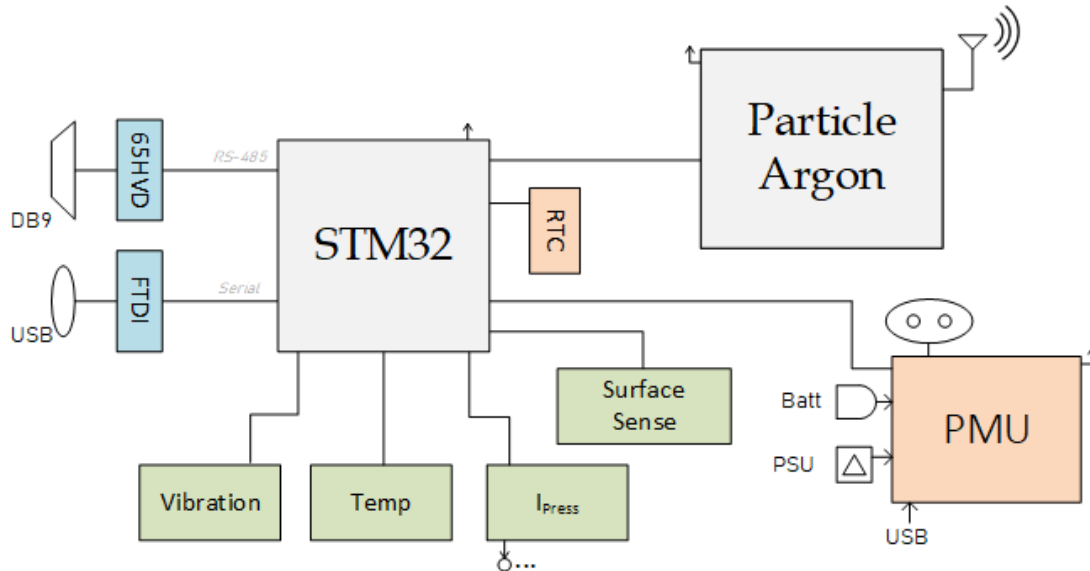 Particle
Argon
65HVD
RS-485
DB9
STM32
RTC
FTDI
Serial
USB
Surface
Sense
Batt
PMU
PSU
Vibration
Temp
IPress
...
USB